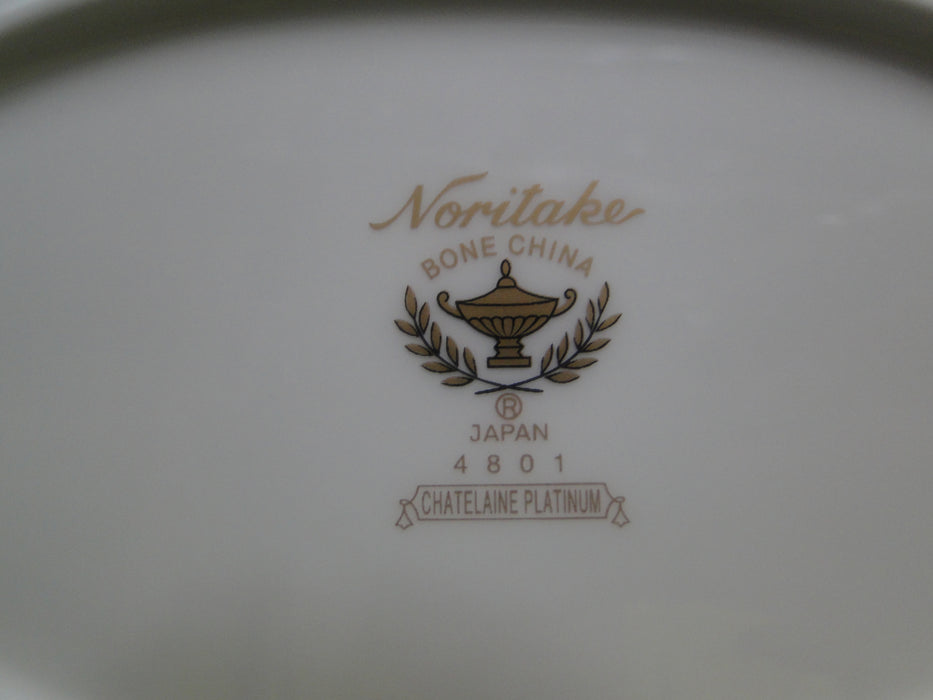 Noritake
BONE CHINA
®
JAPAN
4801
CHATELAINE PLATINUM